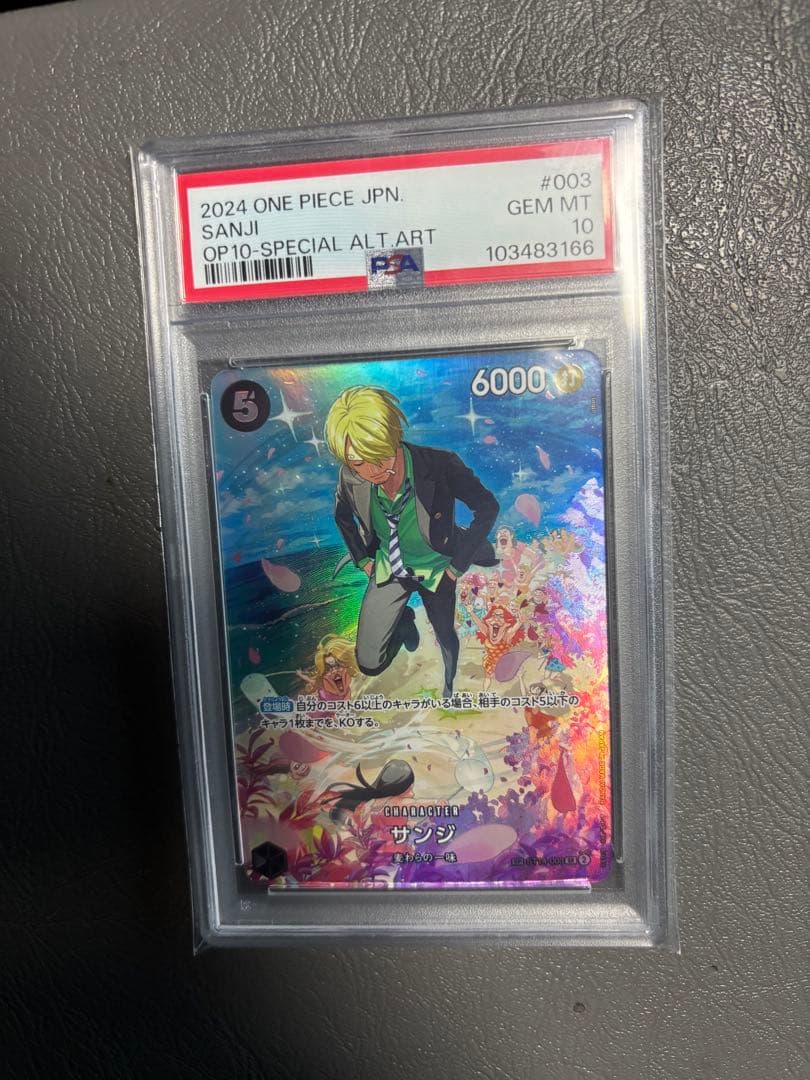 2024 ONE PIECE JPN.
#003
SANJI
GEM MT
OP10-SPECIAL ALT.ART
10
PSA
103483166
5
6000
登場時 自分のコスト6以上のキャラがいる場合、相手のコスト5以下の
キャラ1枚までを、KOする。
CHARACTER
サンジ
麦わらの一味